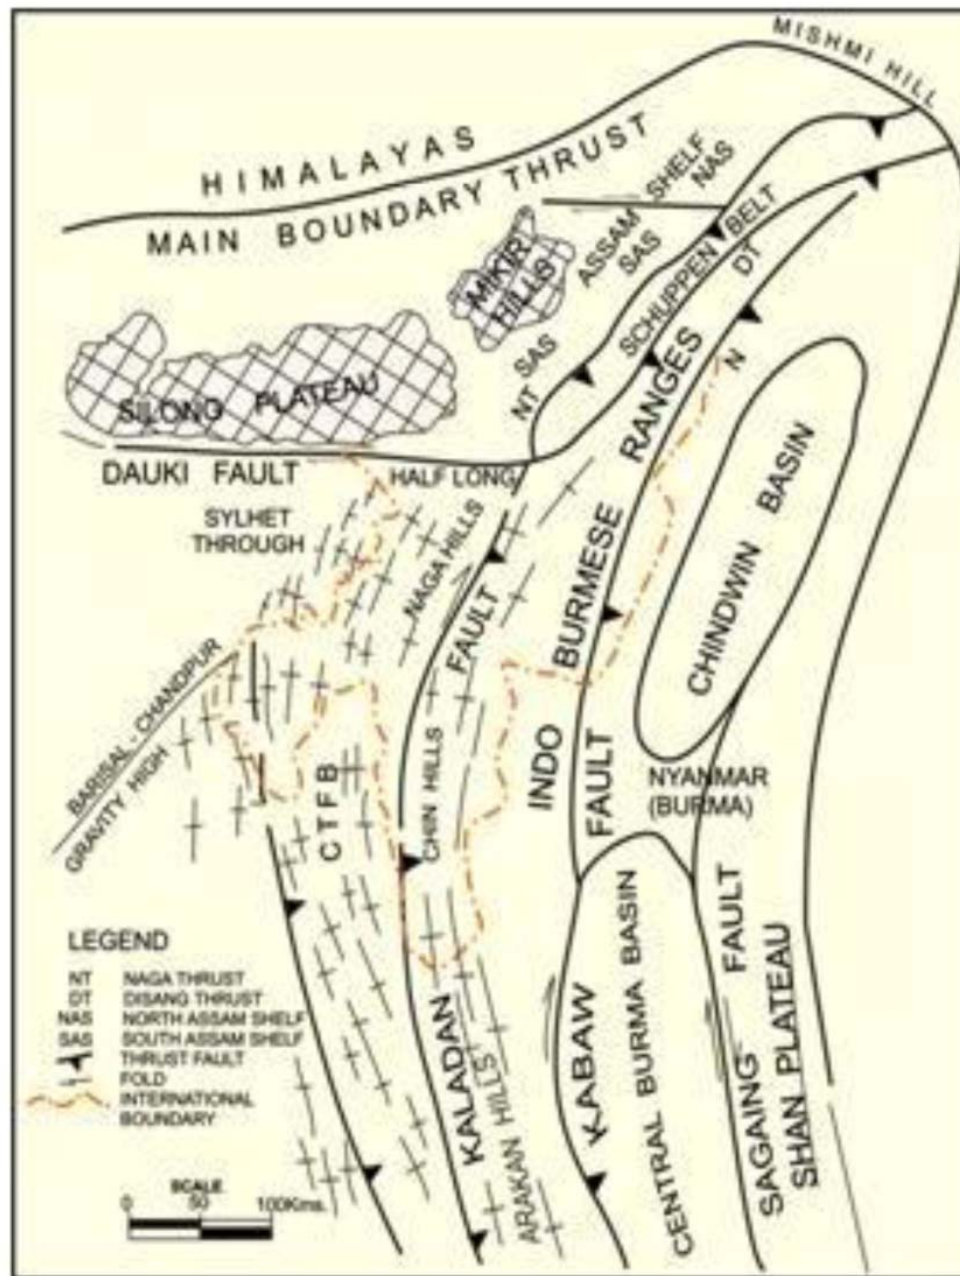 MISHMI HILL
HIMALAYAS
MAIN BOUNDARY THRUST
ASSAM SHELF
NAS
SAS
MIKIR
HILLS
SCHUPPEN BELT
DT
SAS
NT
SILONG PLATEAU
DAUKI FAULT
HALF LONG
SYLHET
THROUGH
NAGA HILLS
INDO BURMESE RANGES
N
CHINDWIN BASIN
BARISAL - CHANDPUR
GRAVITY HIGH
CTFB
CHIN HILLS
KALADAN FAULT
ARAKAN HILLS
KABAW FAULT
NYANMAR
(BURMA)
CENTRAL BURMA BASIN
SAGAING FAULT
SHAN PLATEAU
LEGEND
NT NAGA THRUST
DT DISANG THRUST
NAS NORTH ASSAM SHELF
SAS SOUTH ASSAM SHELF
THRUST FAULT
FOLD
INTERNATIONAL
BOUNDARY
SCALE
0 50 100Kms.